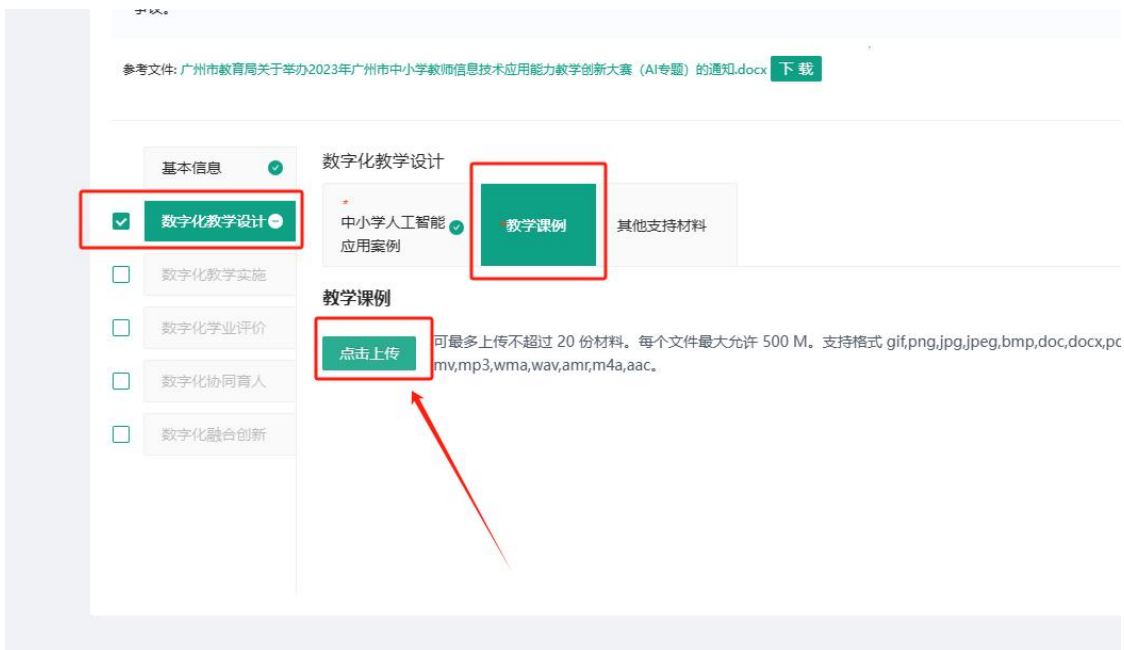 参考文件: 广州市教育局关于举办2023年广州市中小学教师信息技术应用能力教学创新大赛（AI专题）的通知.docx 下 载
基本信息
数字化教学设计
数字化教学实施
数字化学业评价
数字化协同育人
数字化融合创新
数字化教学设计
*
中小学人工智能
应用案例
*教学课例
其他支持材料
教学课例
点击上传
可最多上传不超过 20 份材料。每个文件最大允许 500 M。支持格式 gif,png,jpg,jpeg,bmp,doc,docx,
mv,mp3,wma,wav,amr,m4a,aac。